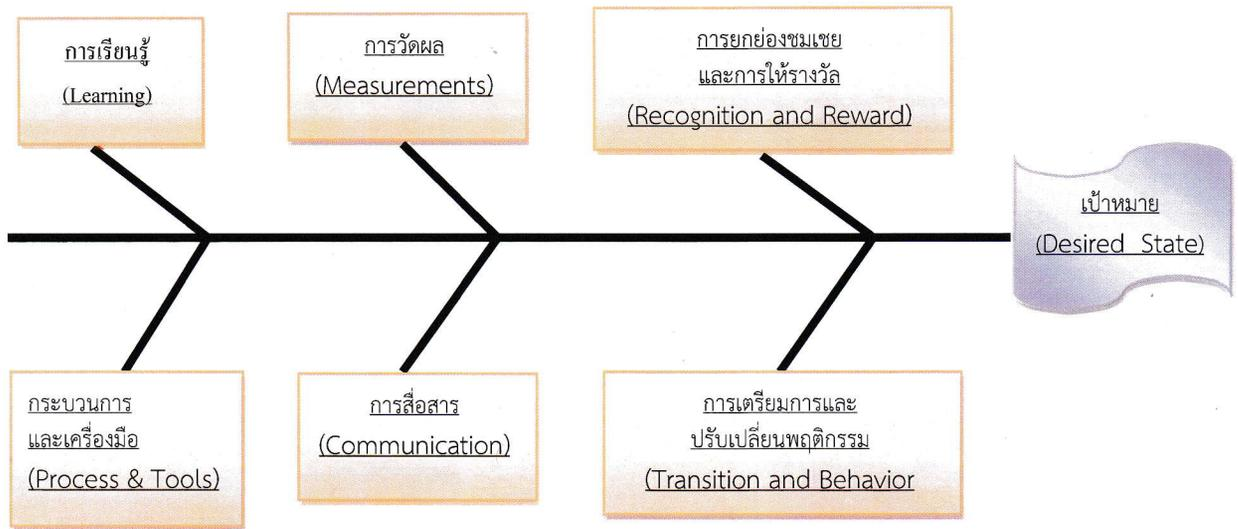 การเรียนรู้
(Learning)
การวัดผล
(Measurements)
การยกย่องชมเชย
และการให้รางวัล
(Recognition and Reward)
เป้าหมาย
(Desired State)
กระบวนการ
และเครื่องมือ
(Process & Tools)
การสื่อสาร
(Communication)
การเตรียมการและ
ปรับเปลี่ยนพฤติกรรม
(Transition and Behavior